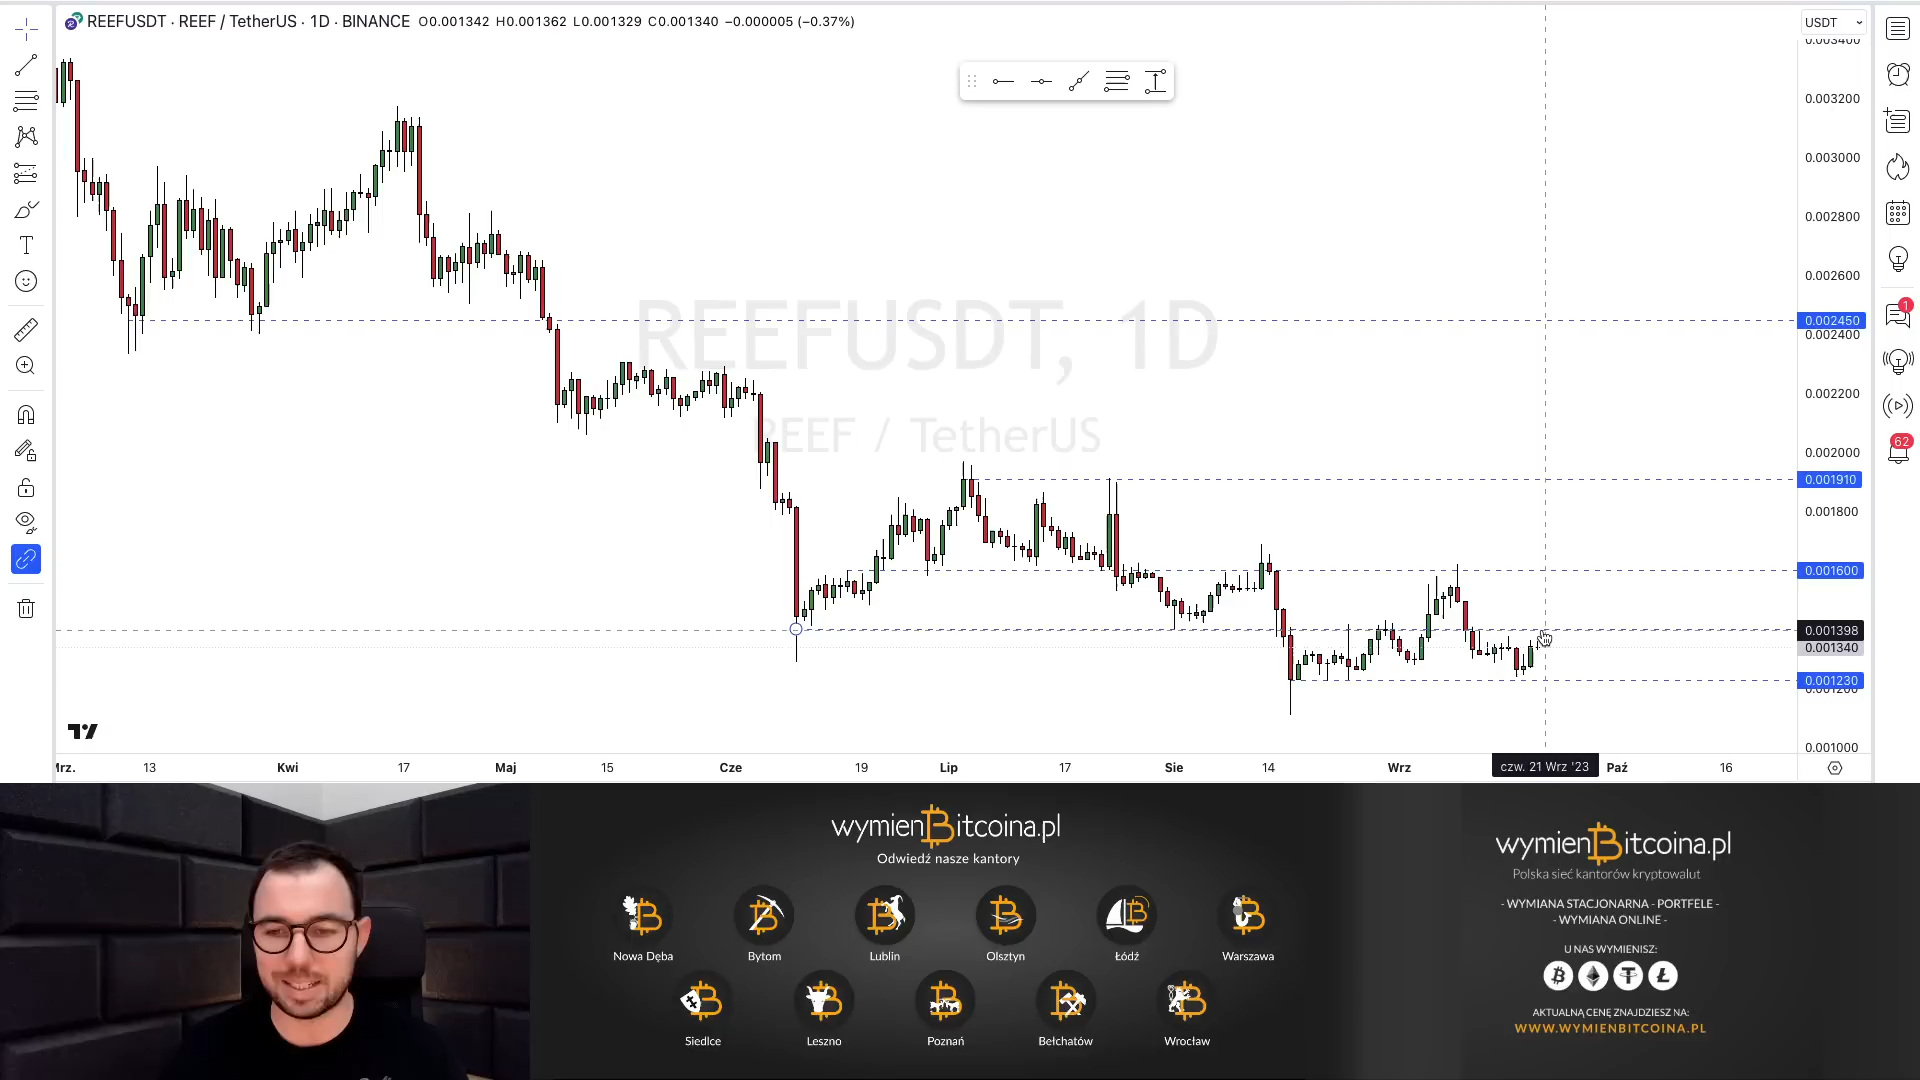 REEFUSDT · REEF / TetherUS · 1D · BINANCE O0.001342 H0.001362 L0.001329 C0.001340 −0.000005 (−0.37%)
USDT
0.003400
0.003200
0.003000
0.002800
0.002600
0.002450
0.002400
0.002200
0.002000
0.001910
0.001800
0.001600
0.001398
0.001340
0.001230
0.001200
0.001000
REEFUSDT, 1D
REEF / TetherUS
1
62
Mrz. 13 Kwi 17 Maj 15 Cze 19 Lip 17 Sie 14 Wrz czw. 21 Wrz '23 Paź 16
wymienBitcoina.pl
Odwiedź nasze kantory
Nowa Dęba Bytom Lublin Olsztyn Łódź Warszawa
Siedlce Leszno Poznań Bełchatów Wrocław
wymienBitcoina.pl
Polska sieć kantorów kryptowalut
- WYMIANA STACJONARNA - PORTFELE -
- WYMIANA ONLINE -
U NAS WYMIENISZ:
AKTUALNĄ CENĘ ZNAJDZIESZ NA:
WWW.WYMIENBITCOINA.PL